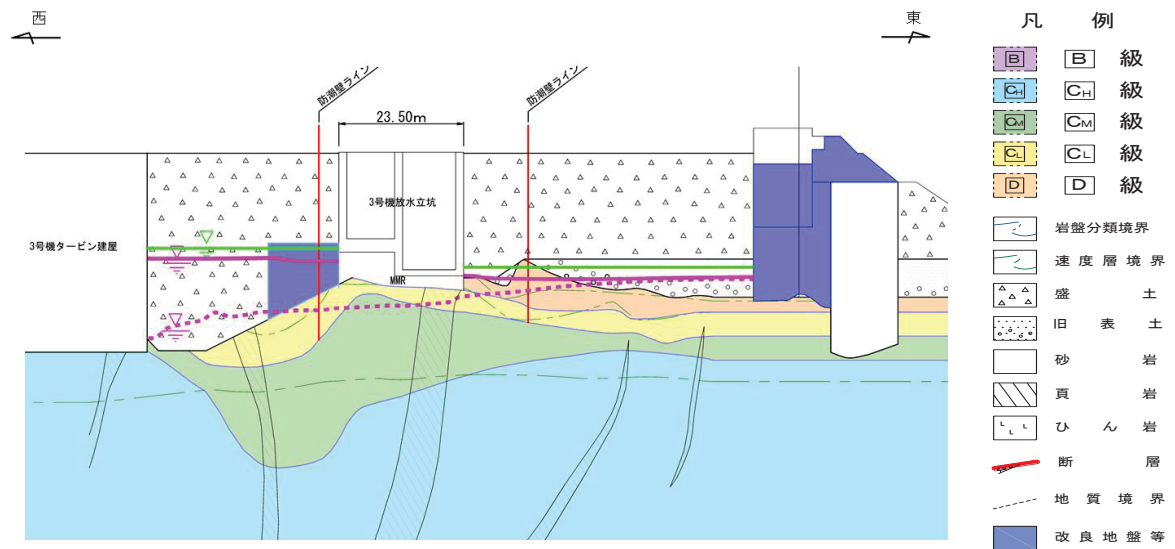 西
東
防潮壁ライン
防潮壁ライン
23.50m
3号機放水立坑
3号機タービン建屋
MMR
凡 例
B B 級
CH CH 級
CM CM 級
CL CL 級
D D 級
岩盤分類境界
速度層境界
盛土
旧表土
砂岩
頁岩
ひん岩
断層
地質境界
改良地盤等